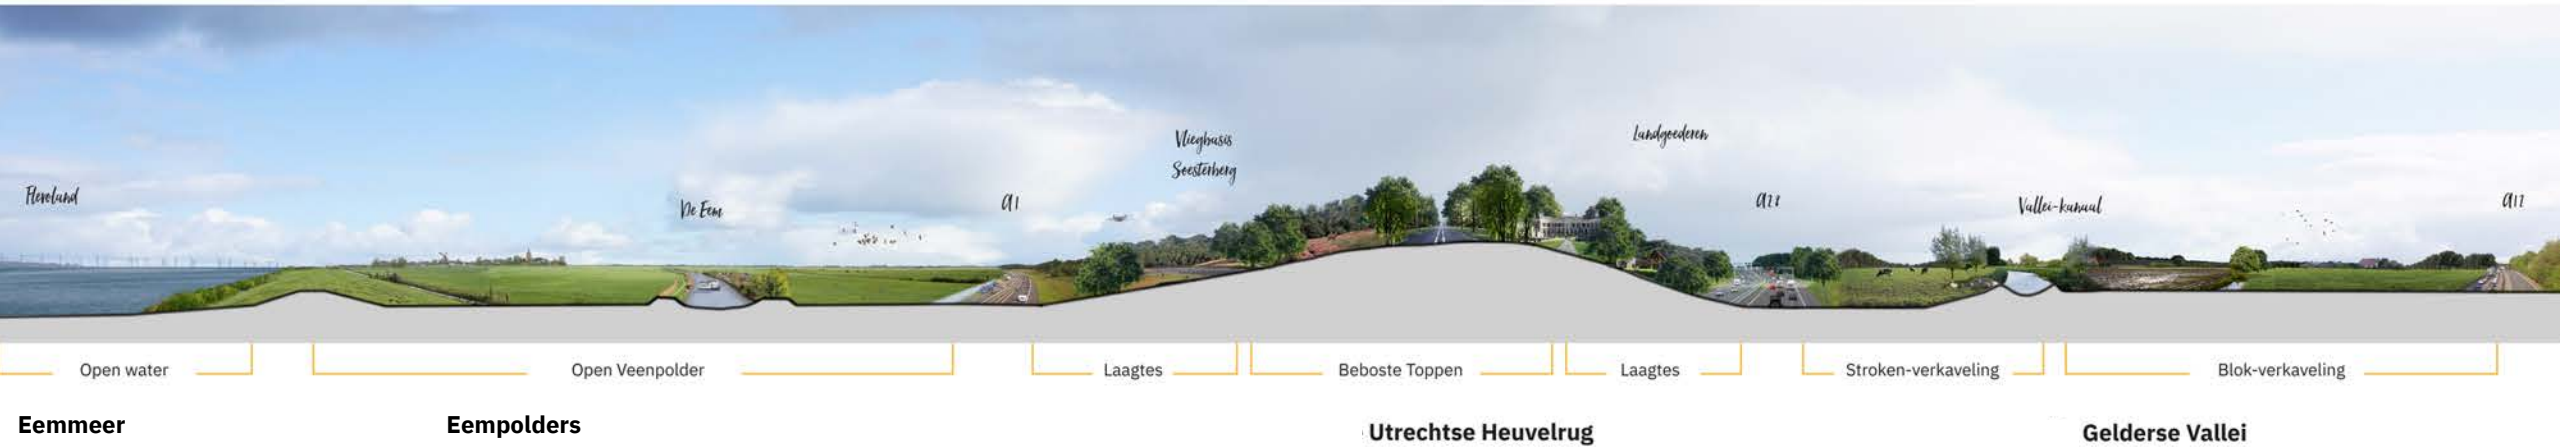 Vliegbasis
Soesterberg
Landgoederen
Flevoland
De Eem
A1
A28
Vallei-kanaal
A12
Open water
Open Veenpolder
Laagtes
Beboste Toppen
Laagtes
Stroken-verkaveling
Blok-verkaveling
Eemmeer
Eempolders
Utrechtse Heuvelrug
Gelderse Vallei